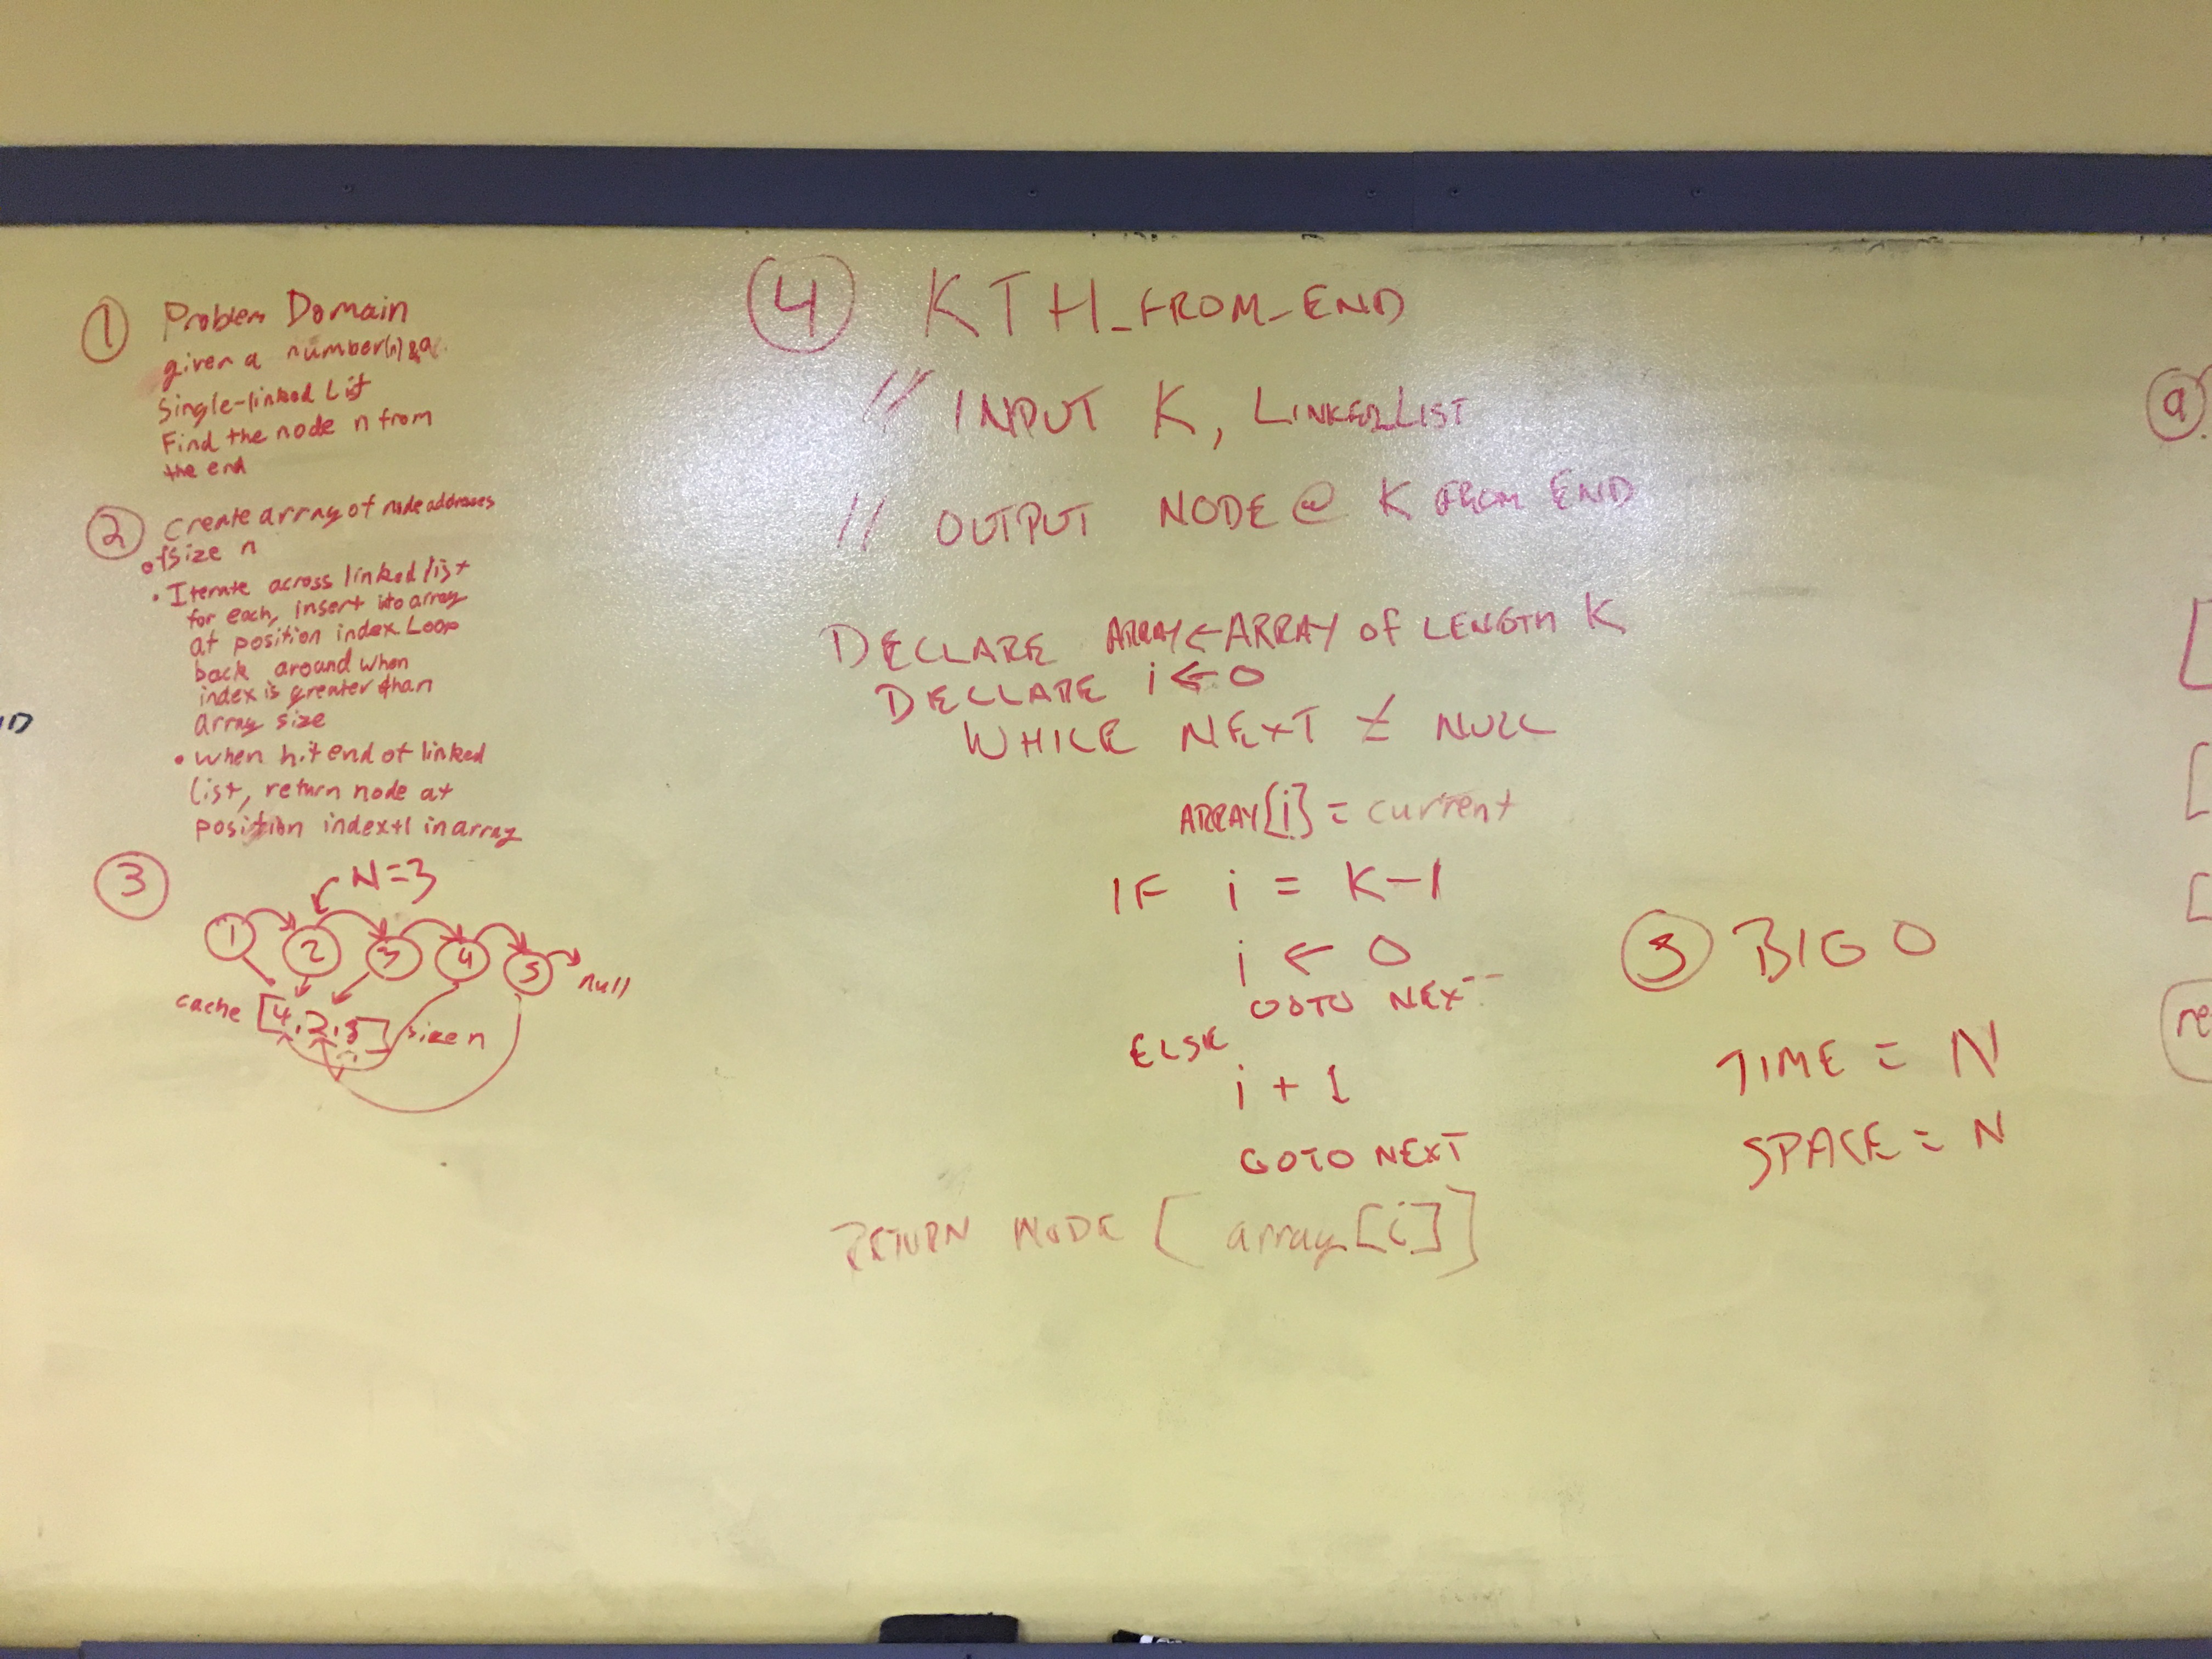 ① Problem Domain
given a number(n) & a
Single-linked List
Find the node n from
the end
② Create array of node addresses
of size n
• Iterate across linked list
for each, insert into array
at position index. Loop
back around when
index is greater than
array size
• when hit end of linked
list, return node at
position index+1 in array
③ N=3
1 2 3 4 5 null
cache [4, 2, 3] size n
④ KTH_FROM_END
// INPUT K, LINKED_LIST
// OUTPUT NODE @ K FROM END
DECLARE ARRAY ← ARRAY of LENGTH K
DECLARE i ← 0
WHILE NEXT ≠ NULL
ARRAY[i] = current
IF i = K-1
i ← 0
GOTO NEXT
ELSE
i + 1
GOTO NEXT
RETURN NODE [array[i]]
⑤ BIG O
TIME = N
SPACE = N
a
re